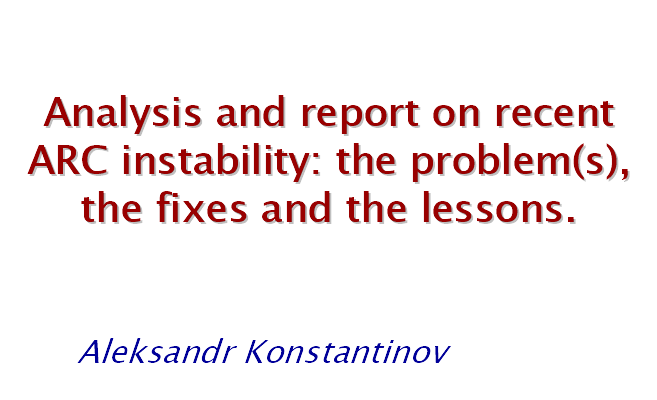 Analysis and report on recent
ARC instability: the problem(s),
the fixes and the lessons.
Aleksandr Konstantinov